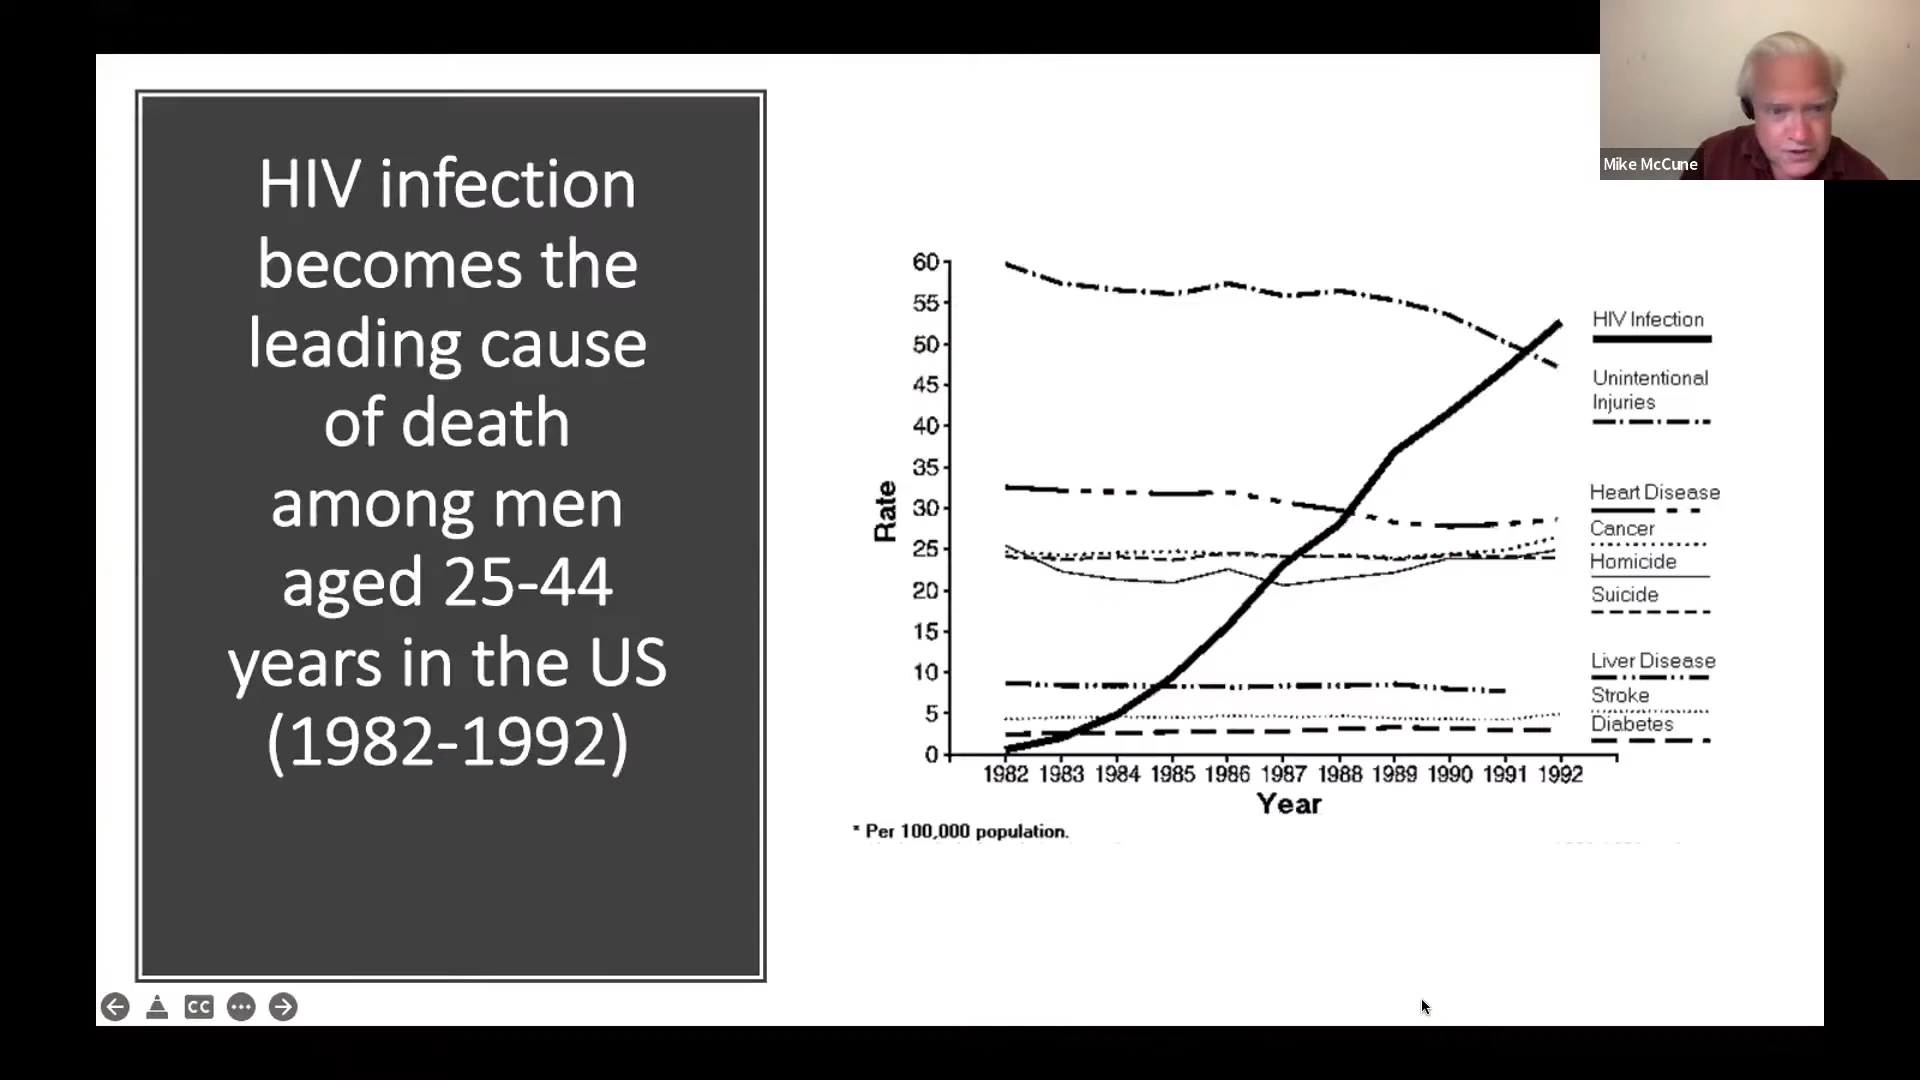 HIV infection
becomes the
leading cause
of death
among men
aged 25-44
years in the US
(1982-1992)
Mike McCune
60
55
50
45
40
35
30
25
20
15
10
5
0
Rate
1982 1983 1984 1985 1986 1987 1988 1989 1990 1991 1992
Year
* Per 100,000 population.
HIV Infection
Unintentional
Injuries
Heart Disease
Cancer
Homicide
Suicide
Liver Disease
Stroke
Diabetes
CC